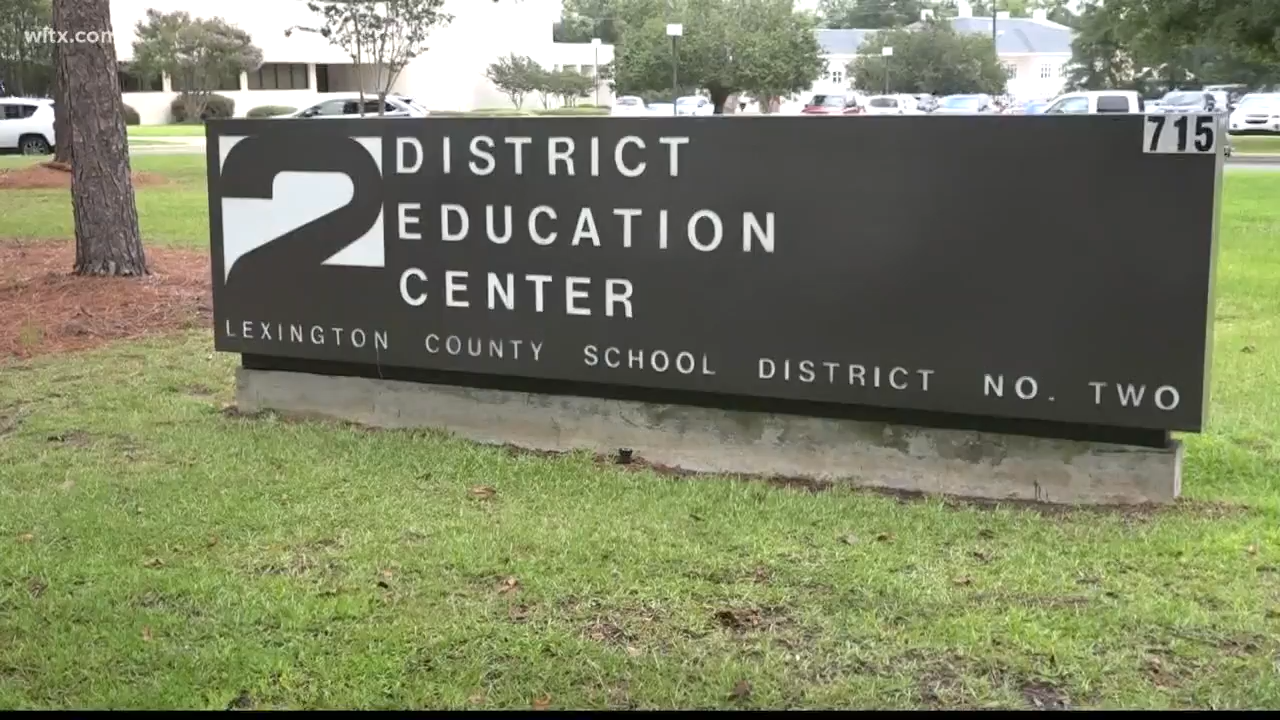 wltx.com
715
2 DISTRICT
EDUCATION
CENTER
LEXINGTON COUNTY SCHOOL DISTRICT NO. TWO